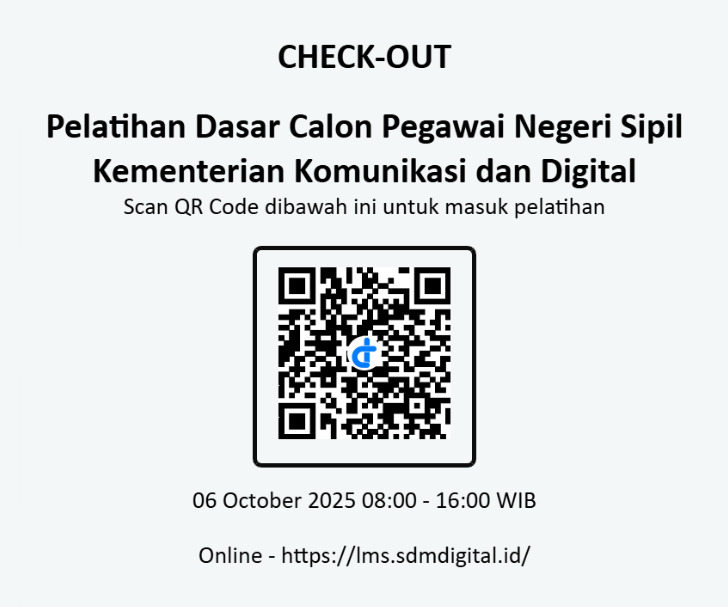 CHECK-OUT
Pelatihan Dasar Calon Pegawai Negeri Sipil
Kementerian Komunikasi dan Digital
Scan QR Code dibawah ini untuk masuk pelatihan
06 October 2025 08:00 - 16:00 WIB
Online - https://lms.sdmdigital.id/